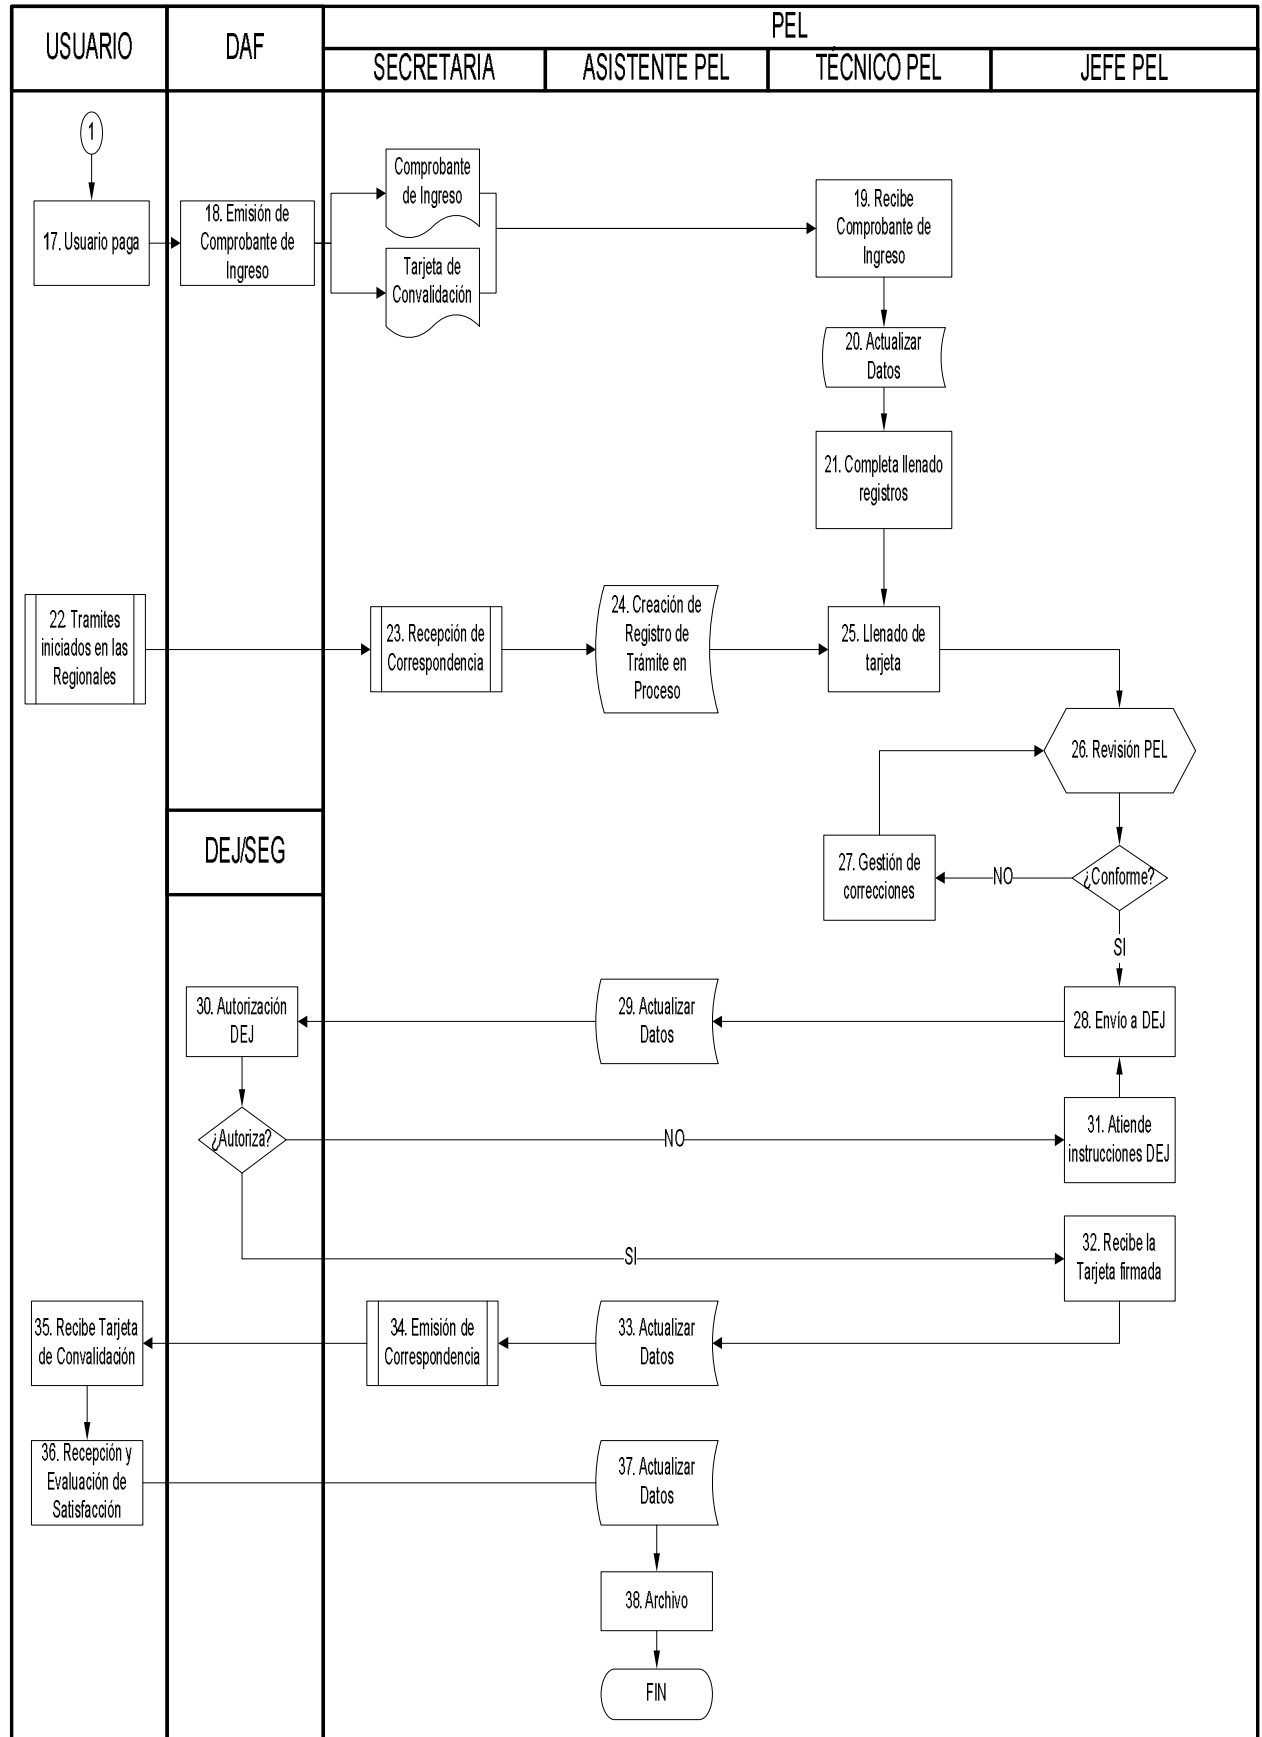 PEL
USUARIO
DAF
SECRETARIA
ASISTENTE PEL
TÉCNICO PEL
JEFE PEL
1
17. Usuario paga
18. Emisión de
Comprobante de
Ingreso
Comprobante
de Ingreso
Tarjeta de
Convalidación
19. Recibe
Comprobante de
Ingreso
20. Actualizar
Datos
21. Completa llenado
registros
22. Tramites
iniciados en las
Regionales
23. Recepción de
Correspondencia
24. Creación de
Registro de
Trámite en
Proceso
25. Llenado de
tarjeta
26. Revisión PEL
DEJ/SEG
27. Gestión de
correcciones
NO
¿Conforme?
SI
30. Autorización
DEJ
29. Actualizar
Datos
28. Envío a DEJ
¿Autoriza?
NO
31. Atiende
instrucciones DEJ
SI
32. Recibe la
Tarjeta firmada
35. Recibe Tarjeta
de Convalidación
34. Emisión de
Correspondencia
33. Actualizar
Datos
36. Recepción y
Evaluación de
Satisfacción
37. Actualizar
Datos
38. Archivo
FIN